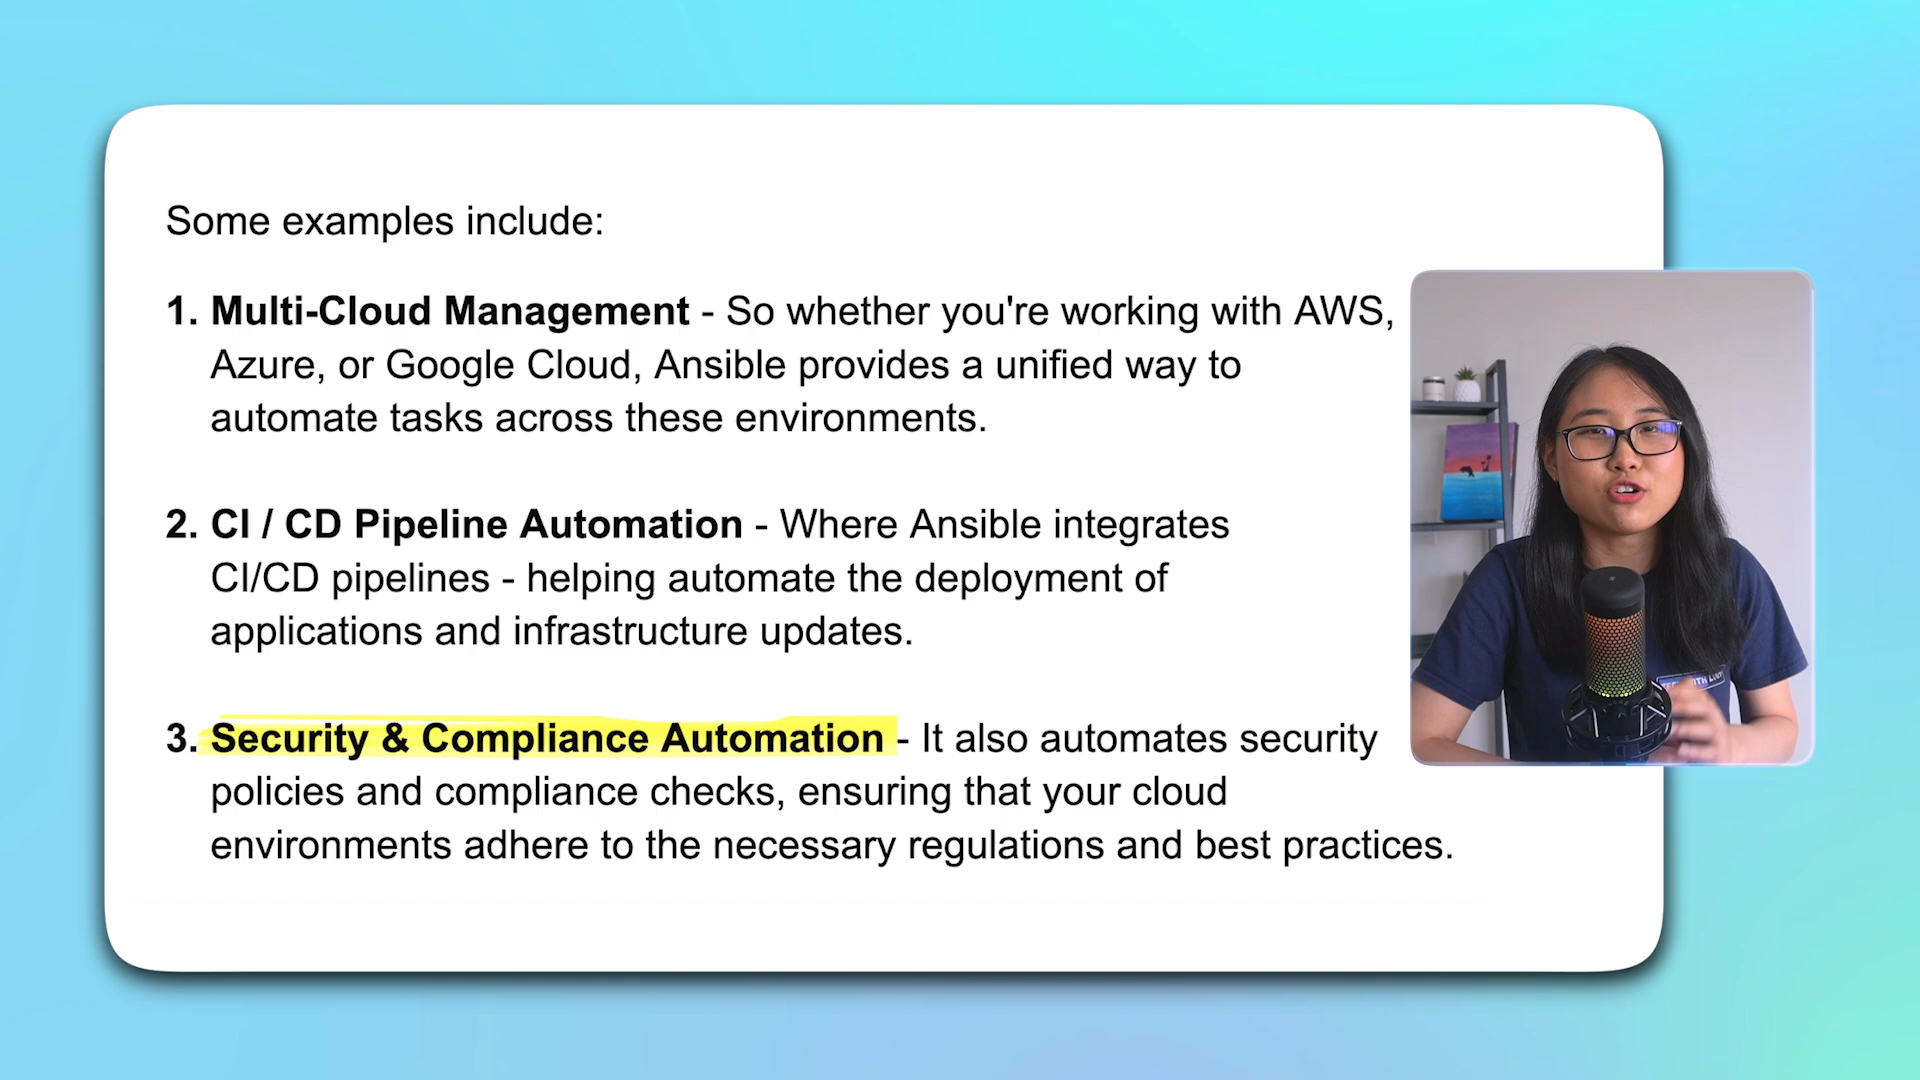 Some examples include:
1. Multi-Cloud Management - So whether you're working with AWS,
Azure, or Google Cloud, Ansible provides a unified way to
automate tasks across these environments.
2. CI / CD Pipeline Automation - Where Ansible integrates
CI/CD pipelines - helping automate the deployment of
applications and infrastructure updates.
3. Security & Compliance Automation - It also automates security
policies and compliance checks, ensuring that your cloud
environments adhere to the necessary regulations and best practices.